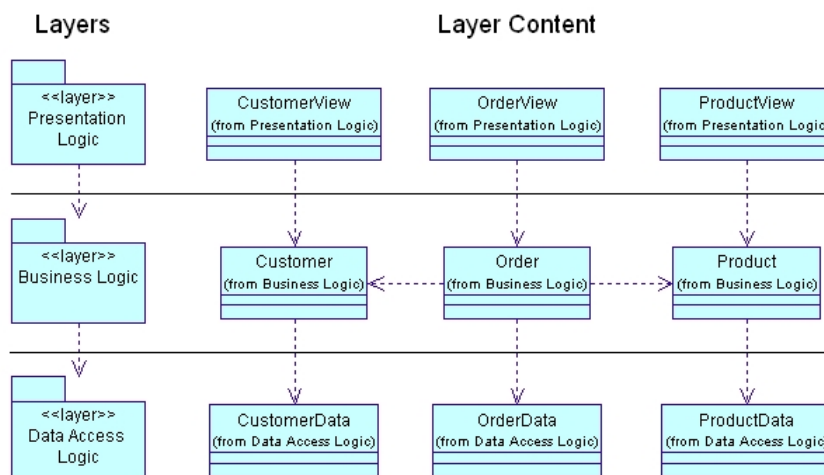 Layers
Layer Content
<<layer>>
Presentation
Logic
CustomerView
(from Presentation Logic)
OrderView
(from Presentation Logic)
ProductView
(from Presentation Logic)
<<layer>>
Business Logic
Customer
(from Business Logic)
Order
(from Business Logic)
Product
(from Business Logic)
<<layer>>
Data Access
Logic
CustomerData
(from Data Access Logic)
OrderData
(from Data Access Logic)
ProductData
(from Data Access Logic)